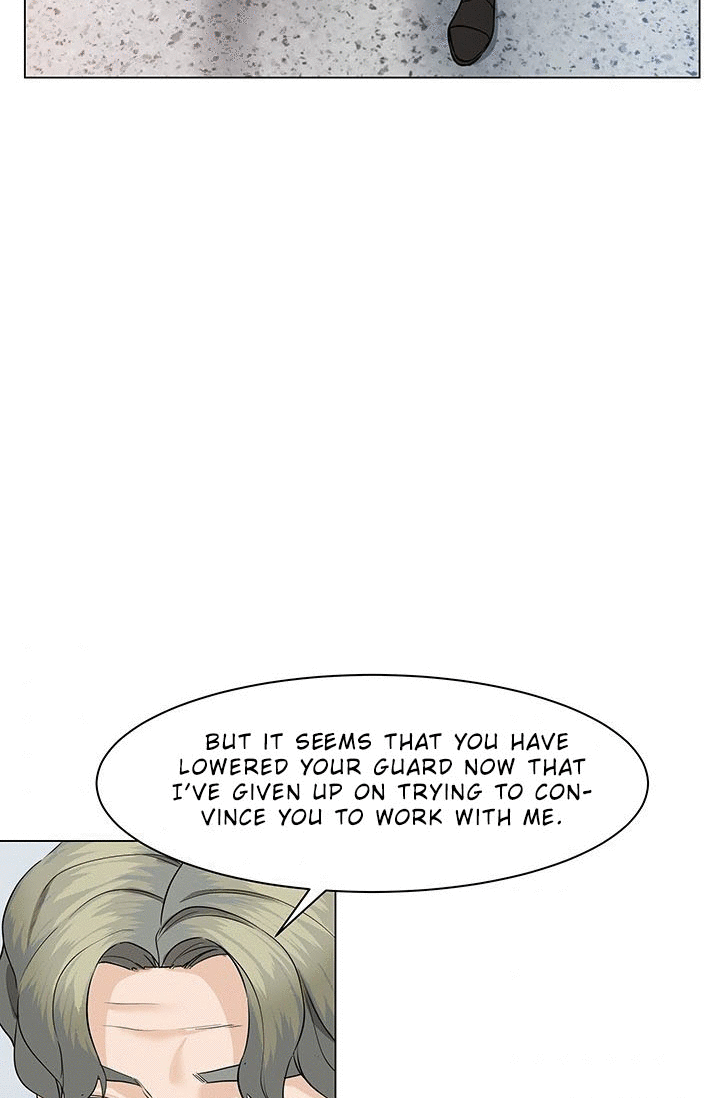 BUT IT SEEMS THAT YOU HAVE
LOWERED YOUR GUARD NOW THAT
I'VE GIVEN UP ON TRYING TO CON-
VINCE YOU TO WORK WITH ME.